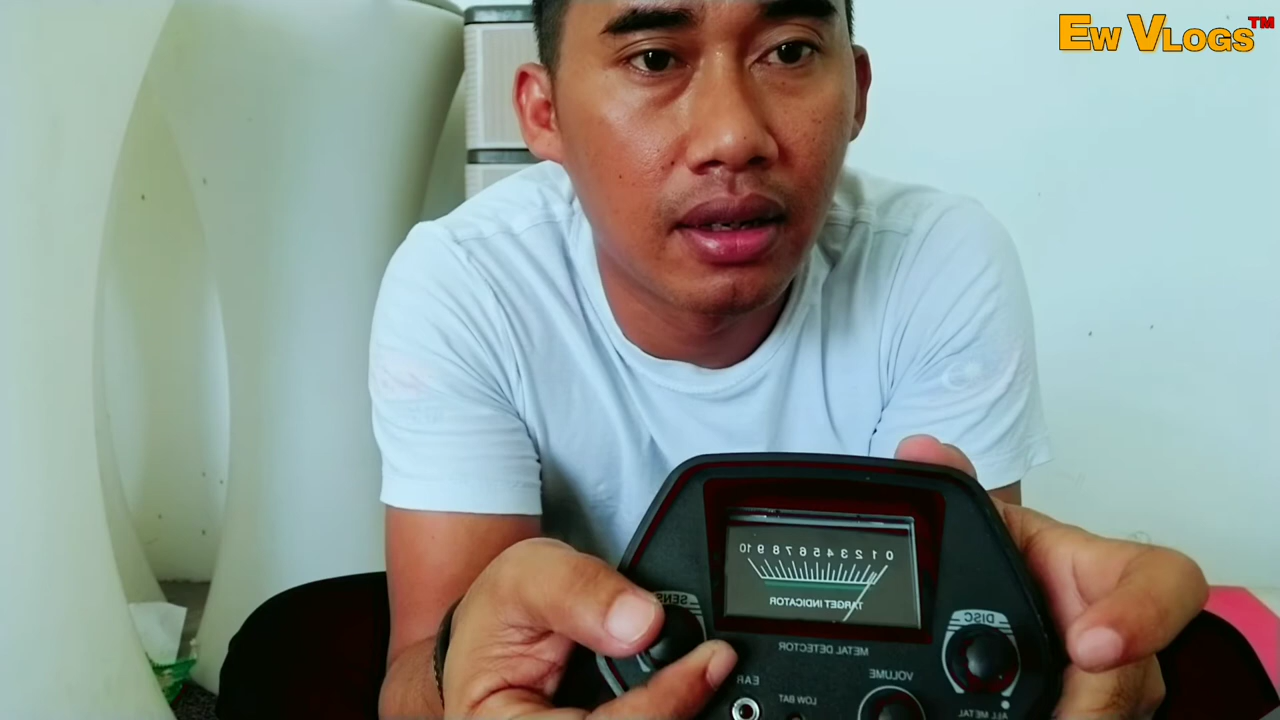 EW VLOGS™
0 1 2 3 4 5 6 7 8 9 10
TARGET INDICATOR
SENS
DISC
METAL DETECTOR
VOLUME
EAR
LOW BAT
ALL METAL